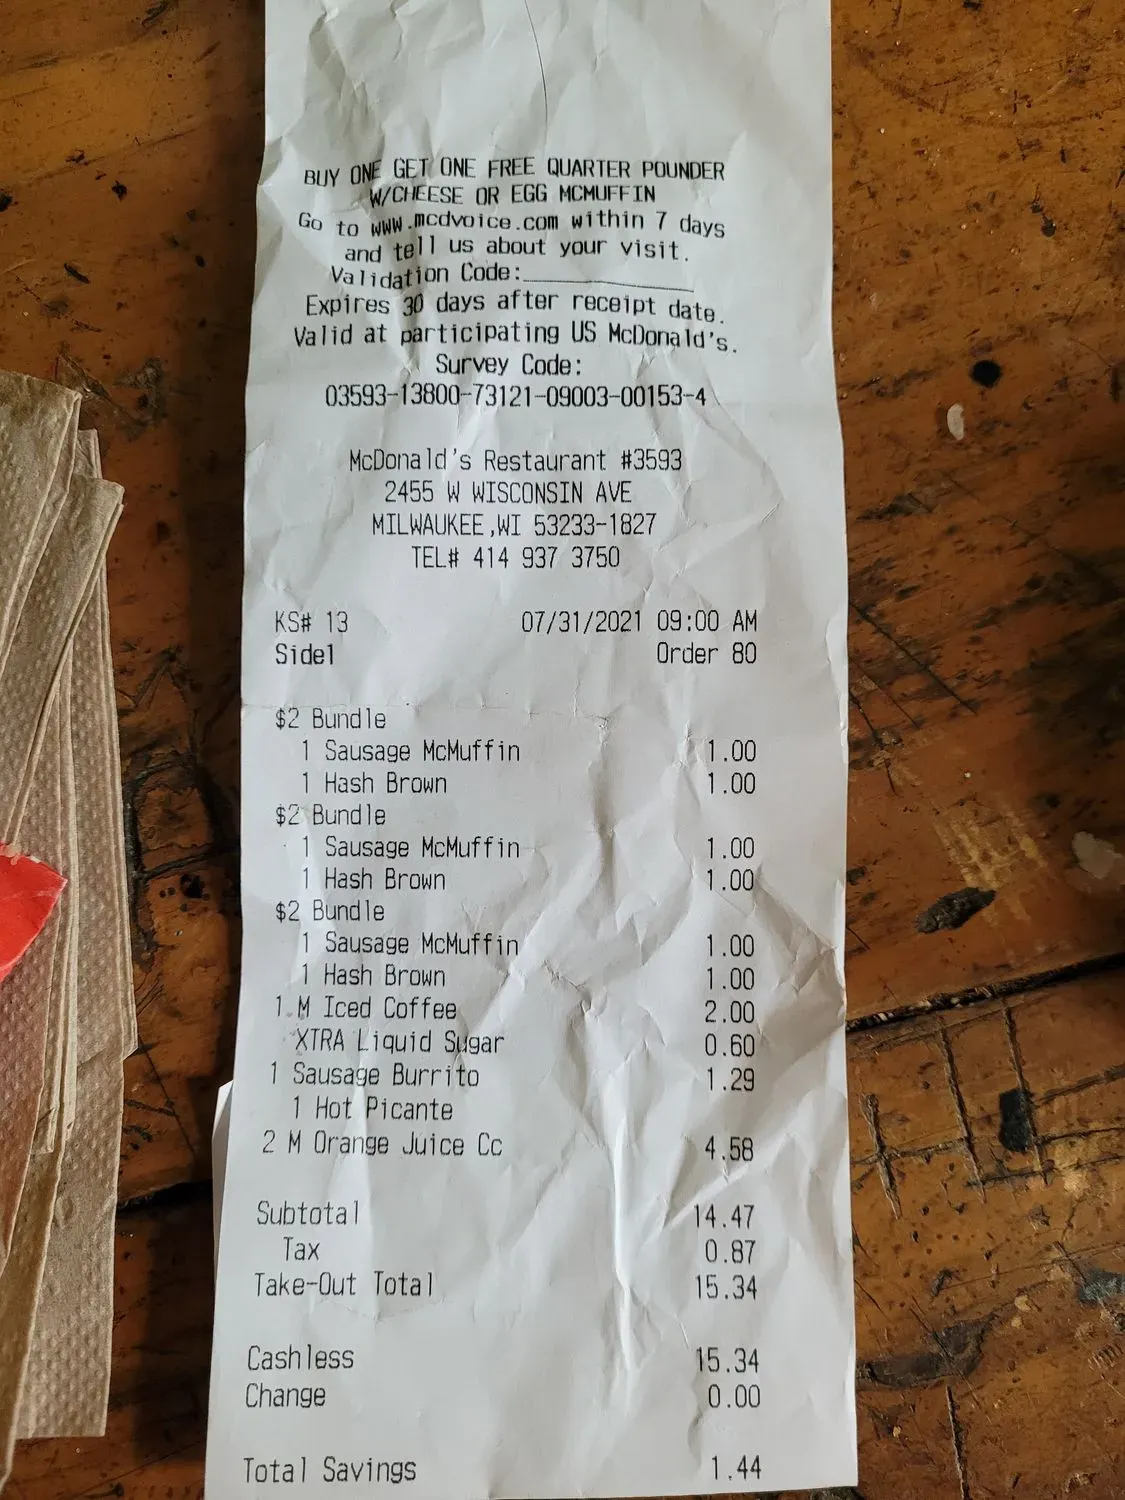 BUY ONE GET ONE FREE QUARTER POUNDER
W/CHEESE OR EGG MCMUFFIN
Go to www.mcdvoice.com within 7 days
and tell us about your visit.
Validation Code:____________
Expires 30 days after receipt date.
Valid at participating US McDonald's.
Survey Code:
03593-13800-73121-09003-00153-4
McDonald's Restaurant #3593
2455 W WISCONSIN AVE
MILWAUKEE,WI 53233-1827
TEL# 414 937 3750
KS# 13 07/31/2021 09:00 AM
Side1 Order 80
$2 Bundle
1 Sausage McMuffin 1.00
1 Hash Brown 1.00
$2 Bundle
1 Sausage McMuffin 1.00
1 Hash Brown 1.00
$2 Bundle
1 Sausage McMuffin 1.00
1 Hash Brown 1.00
1 M Iced Coffee 2.00
XTRA Liquid Sugar 0.60
1 Sausage Burrito 1.29
1 Hot Picante
2 M Orange Juice Cc 4.58
Subtotal 14.47
Tax 0.87
Take-Out Total 15.34
Cashless 15.34
Change 0.00
Total Savings 1.44